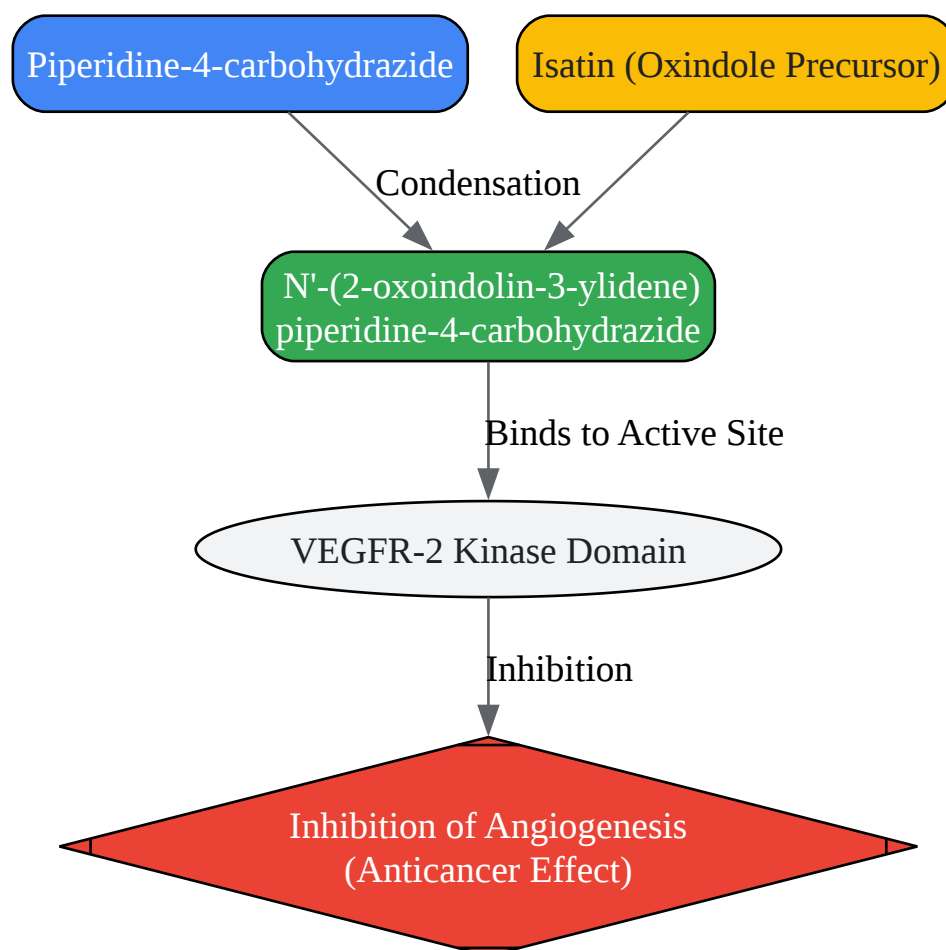 Piperidine-4-carbohydrazide
Isatin (Oxindole Precursor)
Condensation
N'-(2-oxoindolin-3-ylidene)
piperidine-4-carbohydrazide
Binds to Active Site
VEGFR-2 Kinase Domain
Inhibition
Inhibition of Angiogenesis
(Anticancer Effect)